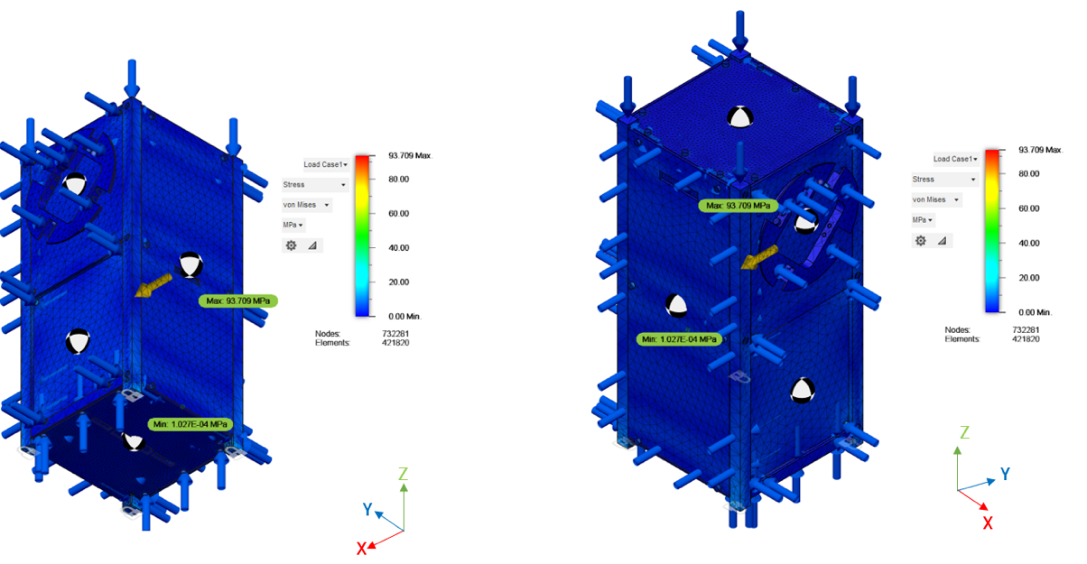 Load Case1
93.709 Max.
Stress
80.00
von Mises
60.00
MPa
40.00
20.00
0.00 Min.
Max: 93.709 MPa
Nodes: 732281
Elements: 421820
Min: 1.027E-04 MPa
Z
Y
X
Load Case1
93.709 Max.
Stress
80.00
von Mises
60.00
MPa
40.00
20.00
0.00 Min.
Max: 93.709 MPa
Nodes: 732281
Elements: 421820
Min: 1.027E-04 MPa
Z
Y
X